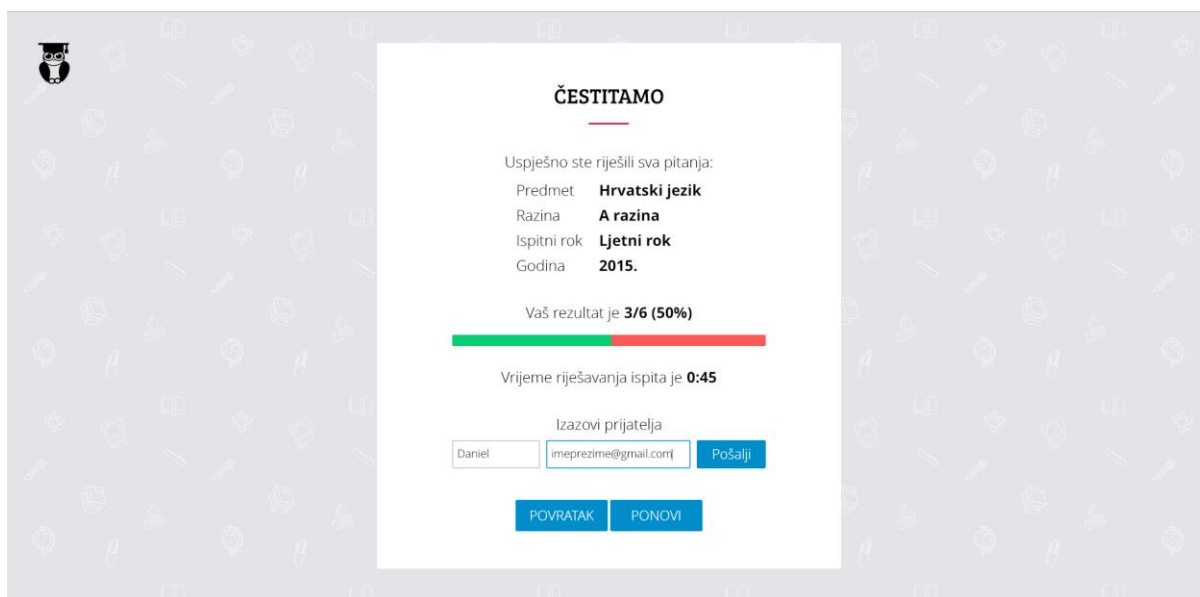 ČESTITAMO
Uspješno ste riješili sva pitanja:
Predmet Hrvatski jezik
Razina A razina
Ispitni rok Ljetni rok
Godina 2015.
Vaš rezultat je 3/6 (50%)
Vrijeme riješavanja ispita je 0:45
Izazovi prijatelja
Daniel imeprezime@gmail.com Pošalji
POVRATAK PONOVI